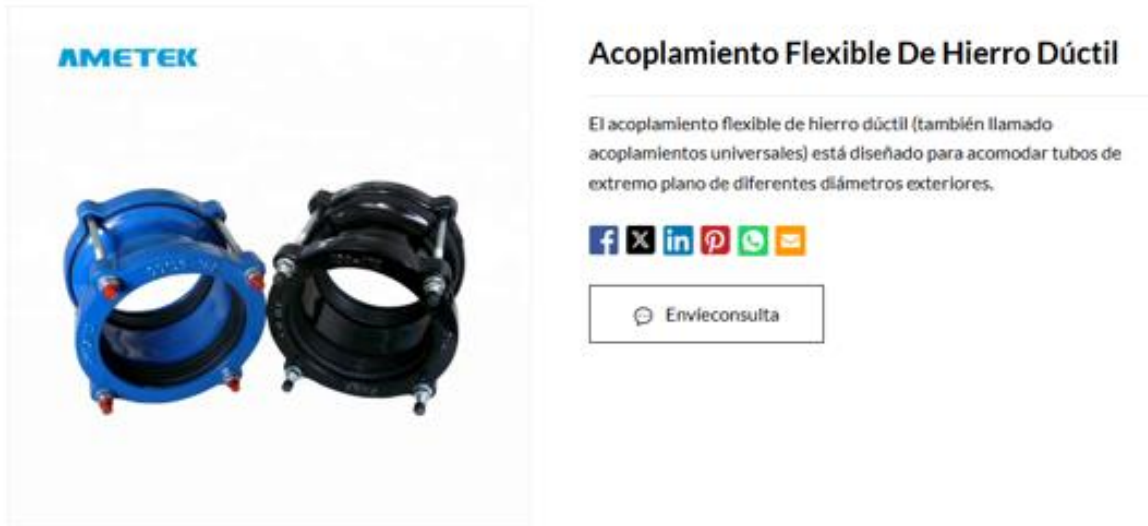 AMETEK
Acoplamiento Flexible De Hierro Dúctil
El acoplamiento flexible de hierro dúctil (también llamado
acoplamientos universales) está diseñado para acomodar tubos de
extremo plano de diferentes diámetros exteriores.
Envieconsulta